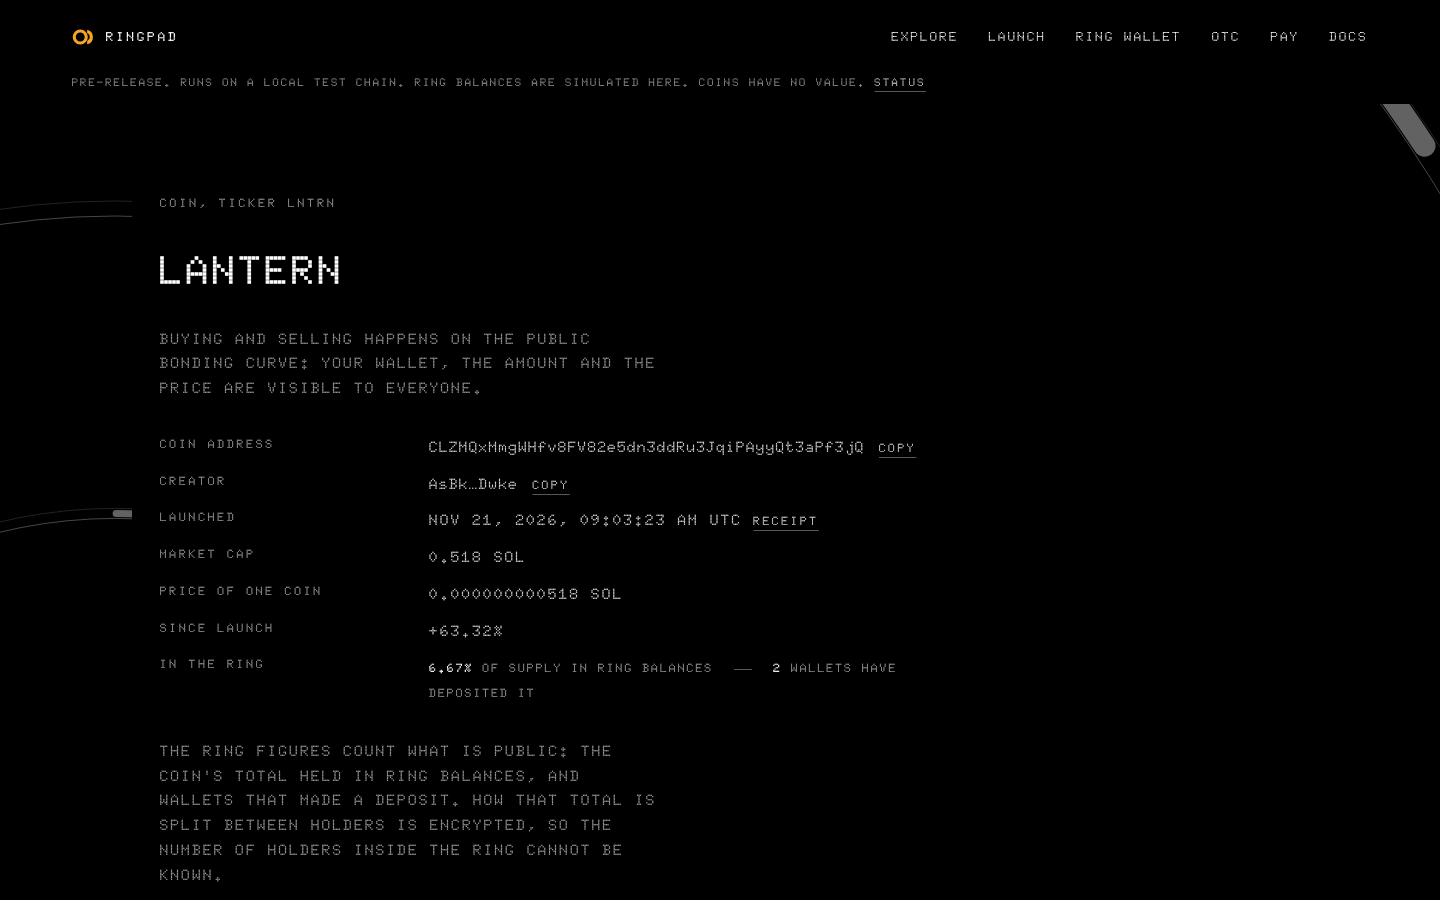 RINGPAD
EXPLORE LAUNCH RING WALLET OTC PAY DOCS
PRE-RELEASE. RUNS ON A LOCAL TEST CHAIN. RING BALANCES ARE SIMULATED HERE. COINS HAVE NO VALUE. STATUS
COIN, TICKER LNTRN
LANTERN
BUYING AND SELLING HAPPENS ON THE PUBLIC
BONDING CURVE: YOUR WALLET, THE AMOUNT AND THE
PRICE ARE VISIBLE TO EVERYONE.
COIN ADDRESS CLZMQxMmgWHfv8FV82e5dn3ddRu3JqiPAyyQt3aPf3jQ COPY
CREATOR AsBk…Dwke COPY
LAUNCHED NOV 21, 2026, 09:03:23 AM UTC RECEIPT
MARKET CAP 0.518 SOL
PRICE OF ONE COIN 0.000000000518 SOL
SINCE LAUNCH +63.32%
IN THE RING 6.67% OF SUPPLY IN RING BALANCES — 2 WALLETS HAVE
DEPOSITED IT
THE RING FIGURES COUNT WHAT IS PUBLIC: THE
COIN'S TOTAL HELD IN RING BALANCES, AND
WALLETS THAT MADE A DEPOSIT. HOW THAT TOTAL IS
SPLIT BETWEEN HOLDERS IS ENCRYPTED, SO THE
NUMBER OF HOLDERS INSIDE THE RING CANNOT BE
KNOWN.